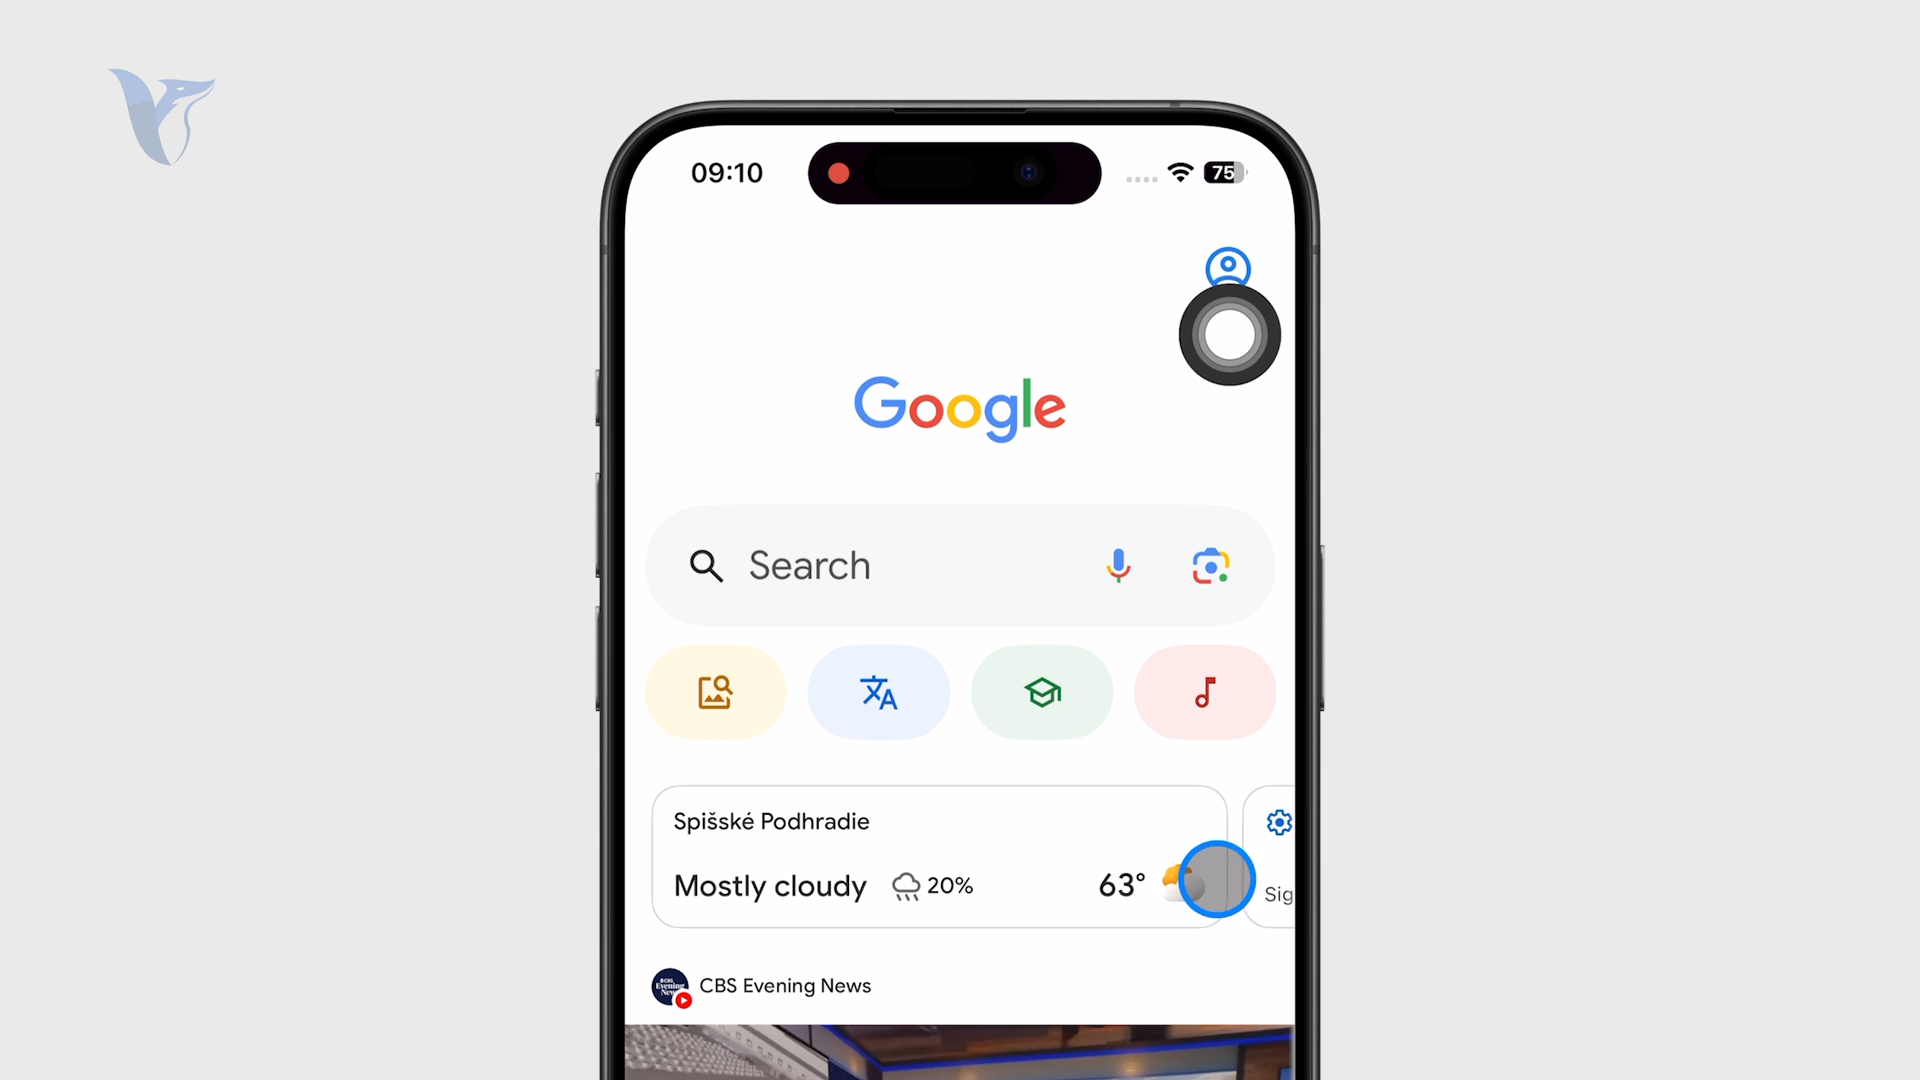 09:10
75
Google
Search
Spišské Podhradie
Mostly cloudy
20%
63°
Sig
CBS Evening News